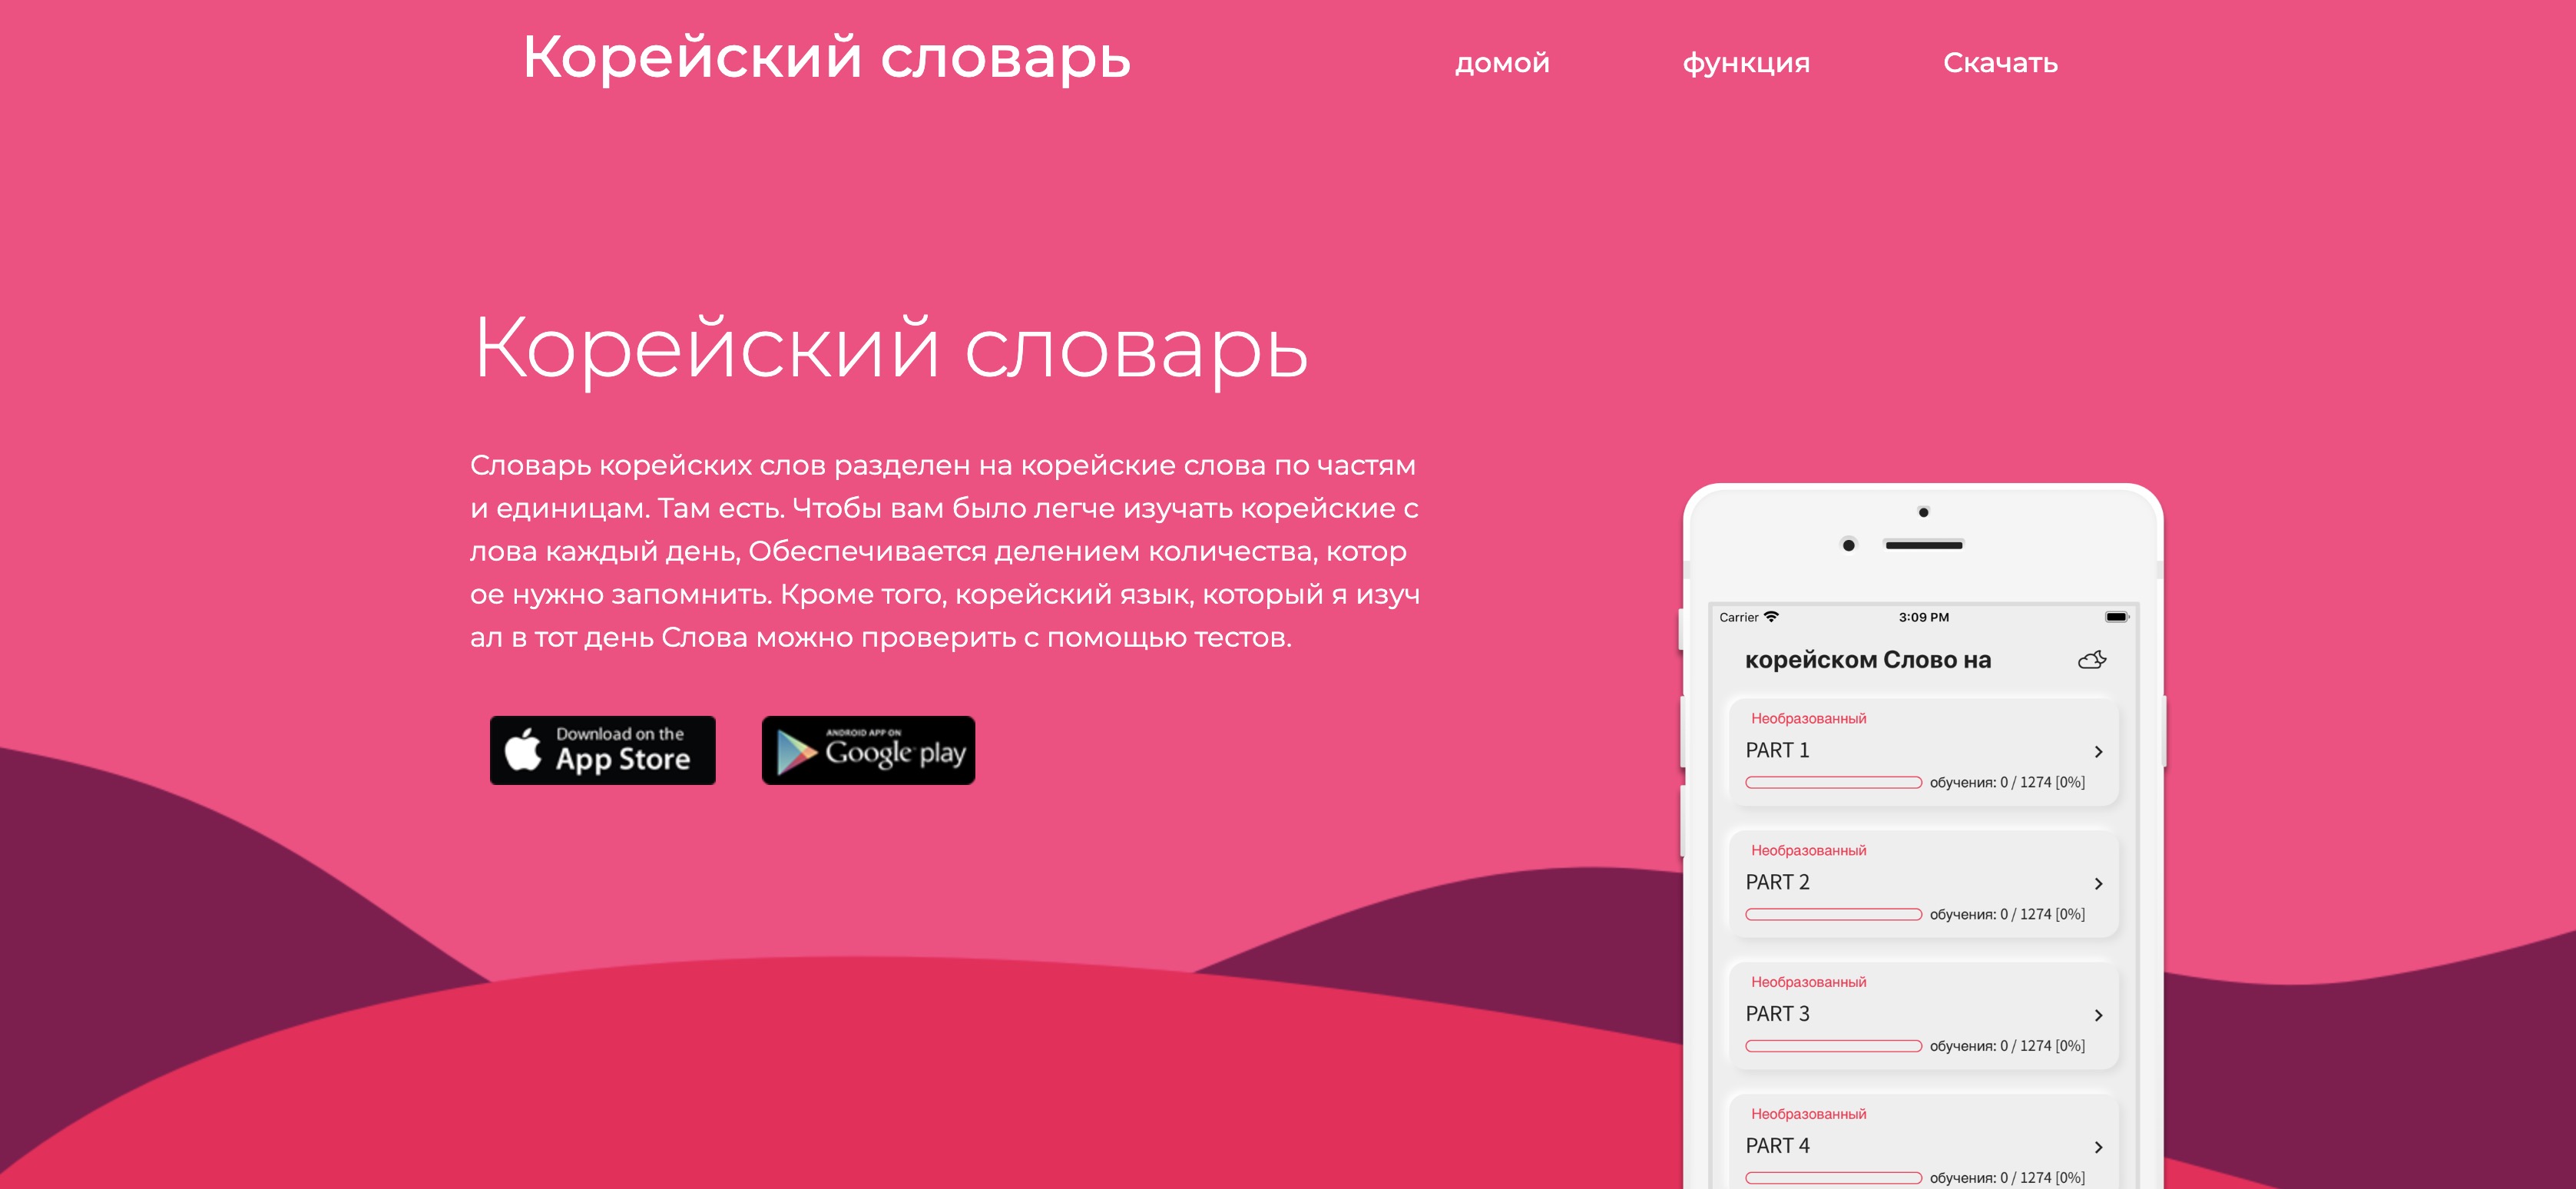 Корейский словарь
домой
функция
Скачать
Корейский словарь
Словарь корейских слов разделен на корейские слова по частям
и единицам. Там есть. Чтобы вам было легче изучать корейские с
лова каждый день, Обеспечивается делением количества, котор
ое нужно запомнить. Кроме того, корейский язык, который я изуч
ал в тот день Слова можно проверить с помощью тестов.
Download on the
App Store
ANDROID APP ON
Google play
Carrier
3:09 PM
корейском Слово на
Необразованный
PART 1
обучения: 0 / 1274 [0%]
Необразованный
PART 2
обучения: 0 / 1274 [0%]
Необразованный
PART 3
обучения: 0 / 1274 [0%]
Необразованный
PART 4
обучения: 0 / 1274 [0%]